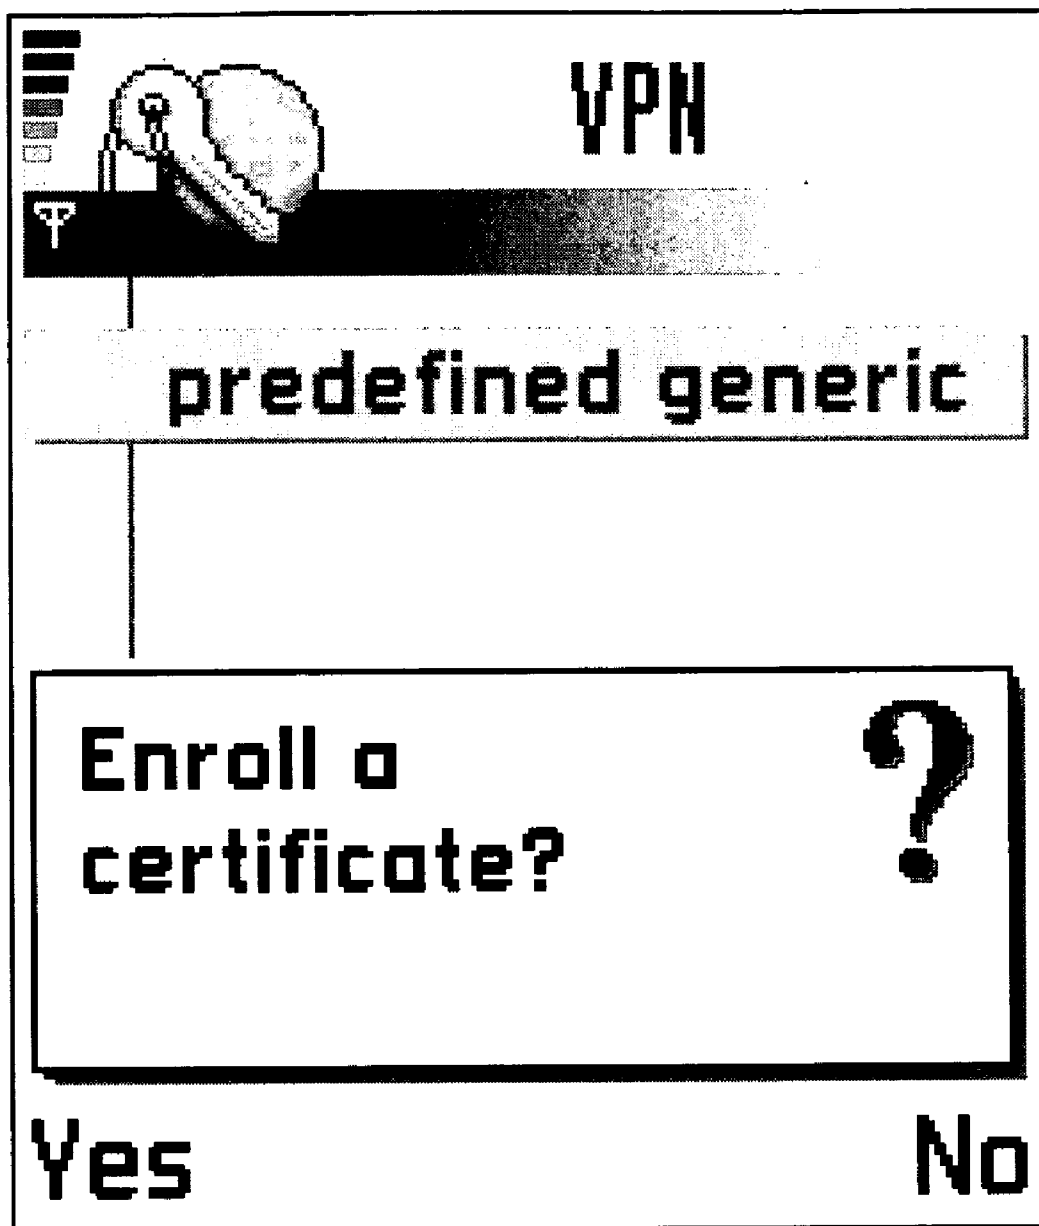 VPN
predefined generic
Enroll a
certificate?
Yes
No